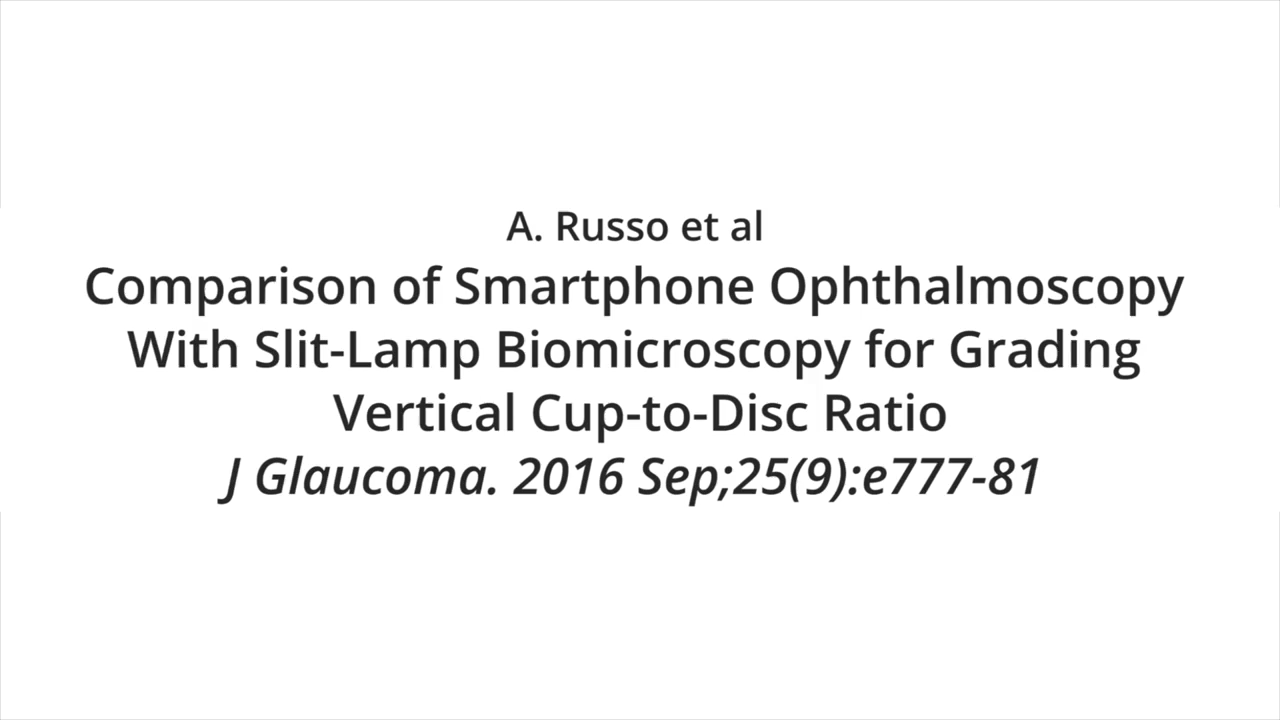 A. Russo et al
Comparison of Smartphone Ophthalmoscopy
With Slit-Lamp Biomicroscopy for Grading
Vertical Cup-to-Disc Ratio
J Glaucoma. 2016 Sep;25(9):e777-81